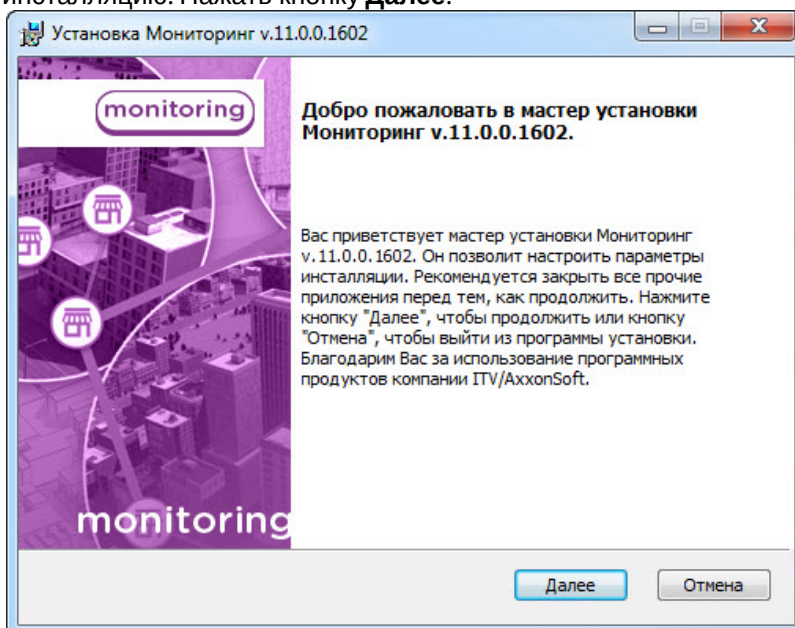 инсталляцию. Нажать кнопку Далее.
Установка Мониторинг v.11.0.0.1602
monitoring
Добро пожаловать в мастер установки
Мониторинг v.11.0.0.1602.
Вас приветствует мастер установки Мониторинг
v.11.0.0.1602. Он позволит настроить параметры
инсталляции. Рекомендуется закрыть все прочие
приложения перед тем, как продолжить. Нажмите
кнопку "Далее", чтобы продолжить или кнопку
"Отмена", чтобы выйти из программы установки.
Благодарим Вас за использование программных
продуктов компании ITV/AxxonSoft.
monitoring
Далее
Отмена